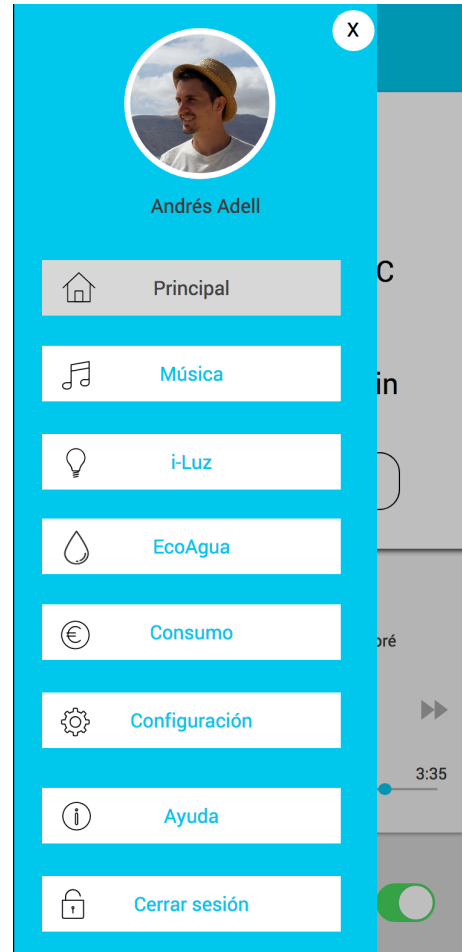 X
Andrés Adell
Principal
C
Música
in
i-Luz
EcoAgua
Consumo
oré
Configuración
3:35
Ayuda
Cerrar sesión